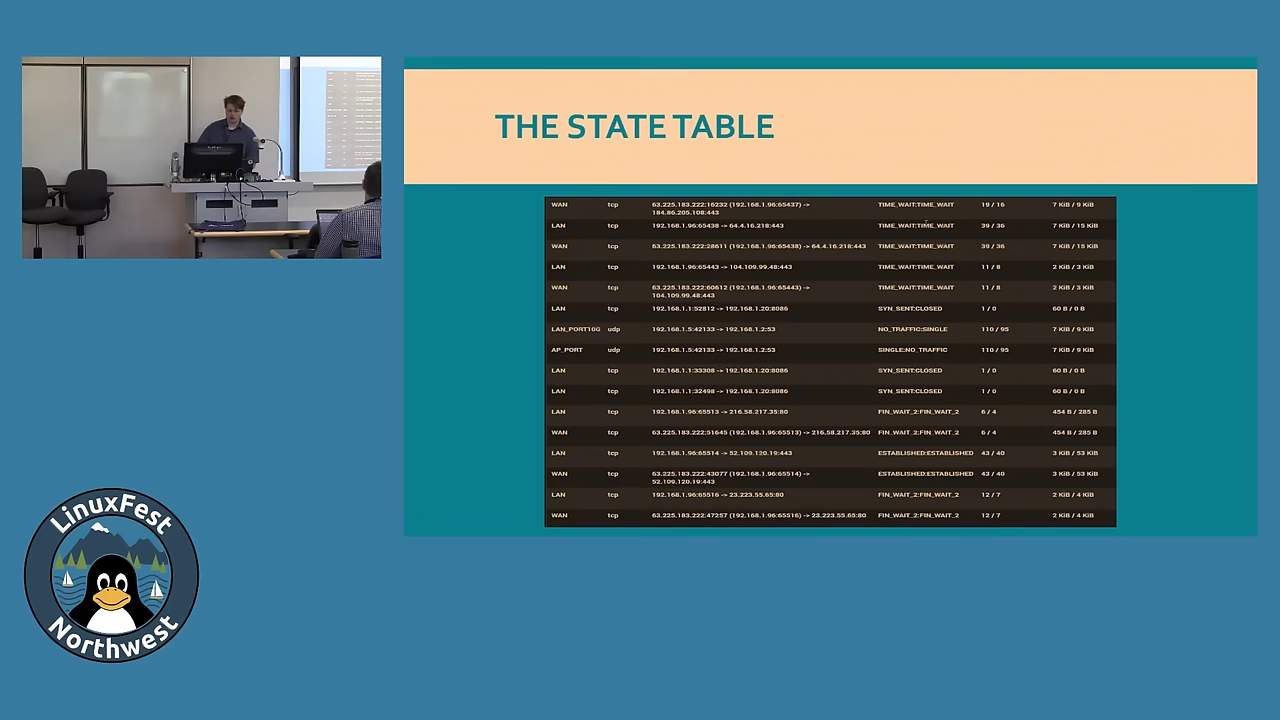 THE STATE TABLE
WAN tcp 63.225.183.222:16232 (192.168.1.96:65437) -> TIME_WAIT:TIME_WAIT 19 / 16 7 KiB / 9 KiB
184.86.205.108:443
LAN tcp 192.168.1.96:65438 -> 64.4.16.218:443 TIME_WAIT:TIME_WAIT 39 / 36 7 KiB / 15 KiB
WAN tcp 63.225.183.222:28611 (192.168.1.96:65438) -> 64.4.16.218:443 TIME_WAIT:TIME_WAIT 39 / 36 7 KiB / 15 KiB
LAN tcp 192.168.1.96:65443 -> 104.109.99.48:443 TIME_WAIT:TIME_WAIT 11 / 8 2 KiB / 3 KiB
WAN tcp 63.225.183.222:60612 (192.168.1.96:65443) -> TIME_WAIT:TIME_WAIT 11 / 8 2 KiB / 3 KiB
104.109.99.48:443
LAN tcp 192.168.1.1:52812 -> 192.168.1.20:8086 SYN_SENT:CLOSED 1 / 0 60 B / 0 B
LAN_PORT10G udp 192.168.1.5:42133 -> 192.168.1.2:53 NO_TRAFFIC:SINGLE 110 / 95 7 KiB / 9 KiB
AP_PORT udp 192.168.1.5:42133 -> 192.168.1.2:53 SINGLE:NO_TRAFFIC 110 / 95 7 KiB / 9 KiB
LAN tcp 192.168.1.1:33308 -> 192.168.1.20:8086 SYN_SENT:CLOSED 1 / 0 60 B / 0 B
LAN tcp 192.168.1.1:32498 -> 192.168.1.20:8086 SYN_SENT:CLOSED 1 / 0 60 B / 0 B
LAN tcp 192.168.1.96:65513 -> 216.58.217.35:80 FIN_WAIT_2:FIN_WAIT_2 6 / 4 454 B / 285 B
WAN tcp 63.225.183.222:51645 (192.168.1.96:65513) -> 216.58.217.35:80 FIN_WAIT_2:FIN_WAIT_2 6 / 4 454 B / 285 B
LAN tcp 192.168.1.96:65514 -> 52.109.120.19:443 ESTABLISHED:ESTABLISHED 43 / 40 3 KiB / 53 KiB
WAN tcp 63.225.183.222:43077 (192.168.1.96:65514) -> ESTABLISHED:ESTABLISHED 43 / 40 3 KiB / 53 KiB
52.109.120.19:443
LAN tcp 192.168.1.96:65516 -> 23.223.55.65:80 FIN_WAIT_2:FIN_WAIT_2 12 / 7 2 KiB / 4 KiB
WAN tcp 63.225.183.222:47257 (192.168.1.96:65516) -> 23.223.55.65:80 FIN_WAIT_2:FIN_WAIT_2 12 / 7 2 KiB / 4 KiB
LinuxFest
Northwest